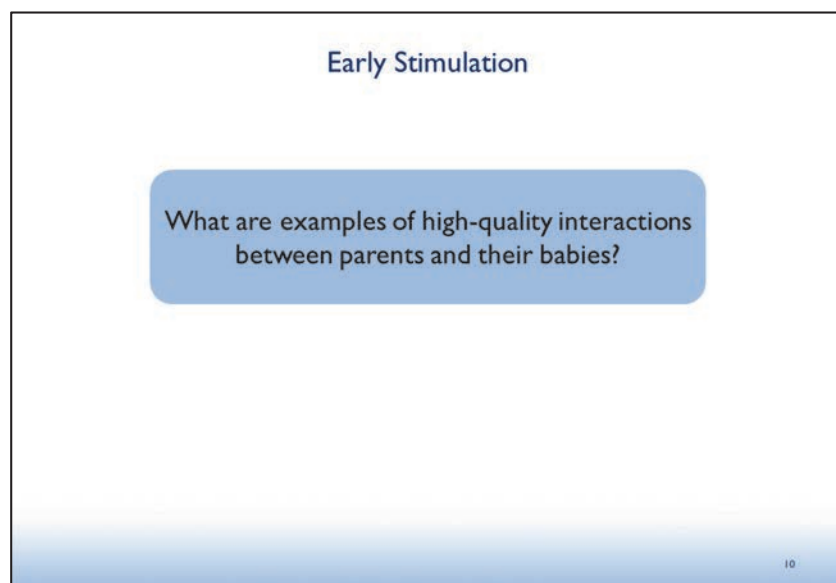 Early Stimulation
What are examples of high-quality interactions
between parents and their babies?
10